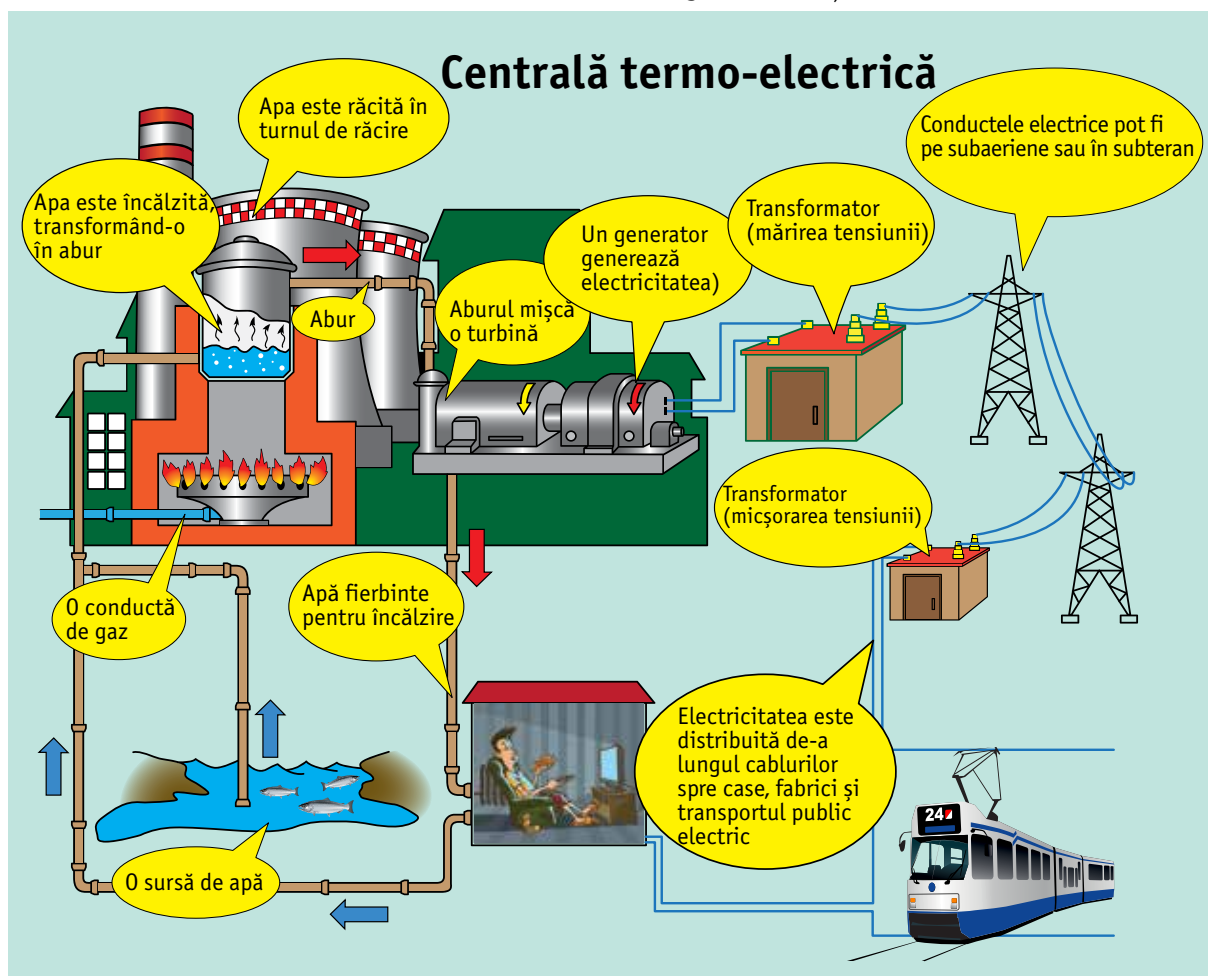 Centrală termo-electrică
Apa este răcită în
turnul de răcire
Conductele electrice pot fi
pe subaeriene sau în subteran
Apa este încălzită,
transformând-o
în abur
Transformator
(mărirea tensiunii)
Un generator
generează
electricitatea)
Abur
Aburul mișcă
o turbină
Transformator
(micșorarea tensiunii)
O conductă
de gaz
Apă fierbinte
pentru încălzire
Electricitatea este
distribuită de-a
lungul cablurilor
spre case, fabrici și
transportul public
electric
24
O sursă de apă